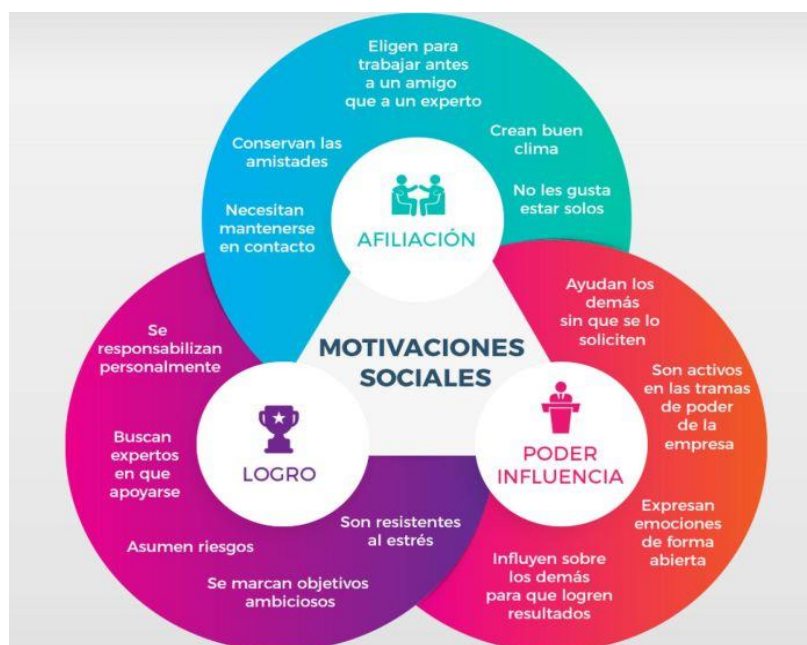 Eligen para
trabajar antes
a un amigo
que a un experto
Conservan las
amistades
Crean buen
clima
Necesitan
mantenerse
en contacto
No les gusta
estar solos
AFILIACIÓN
MOTIVACIONES
SOCIALES
Se
responsabilizan
personalmente
Buscan
expertos
en que
apoyarse
Asumen riesgos
Se marcan objetivos
ambiciosos
Son resistentes
al estrés
LOGRO
Ayudan los
demás
sin que se lo
soliciten
Son activos
en las tramas
de poder
de la
empresa
Expresan
emociones
de forma
abierta
Influyen sobre
los demás
para que logren
resultados
PODER
INFLUENCIA